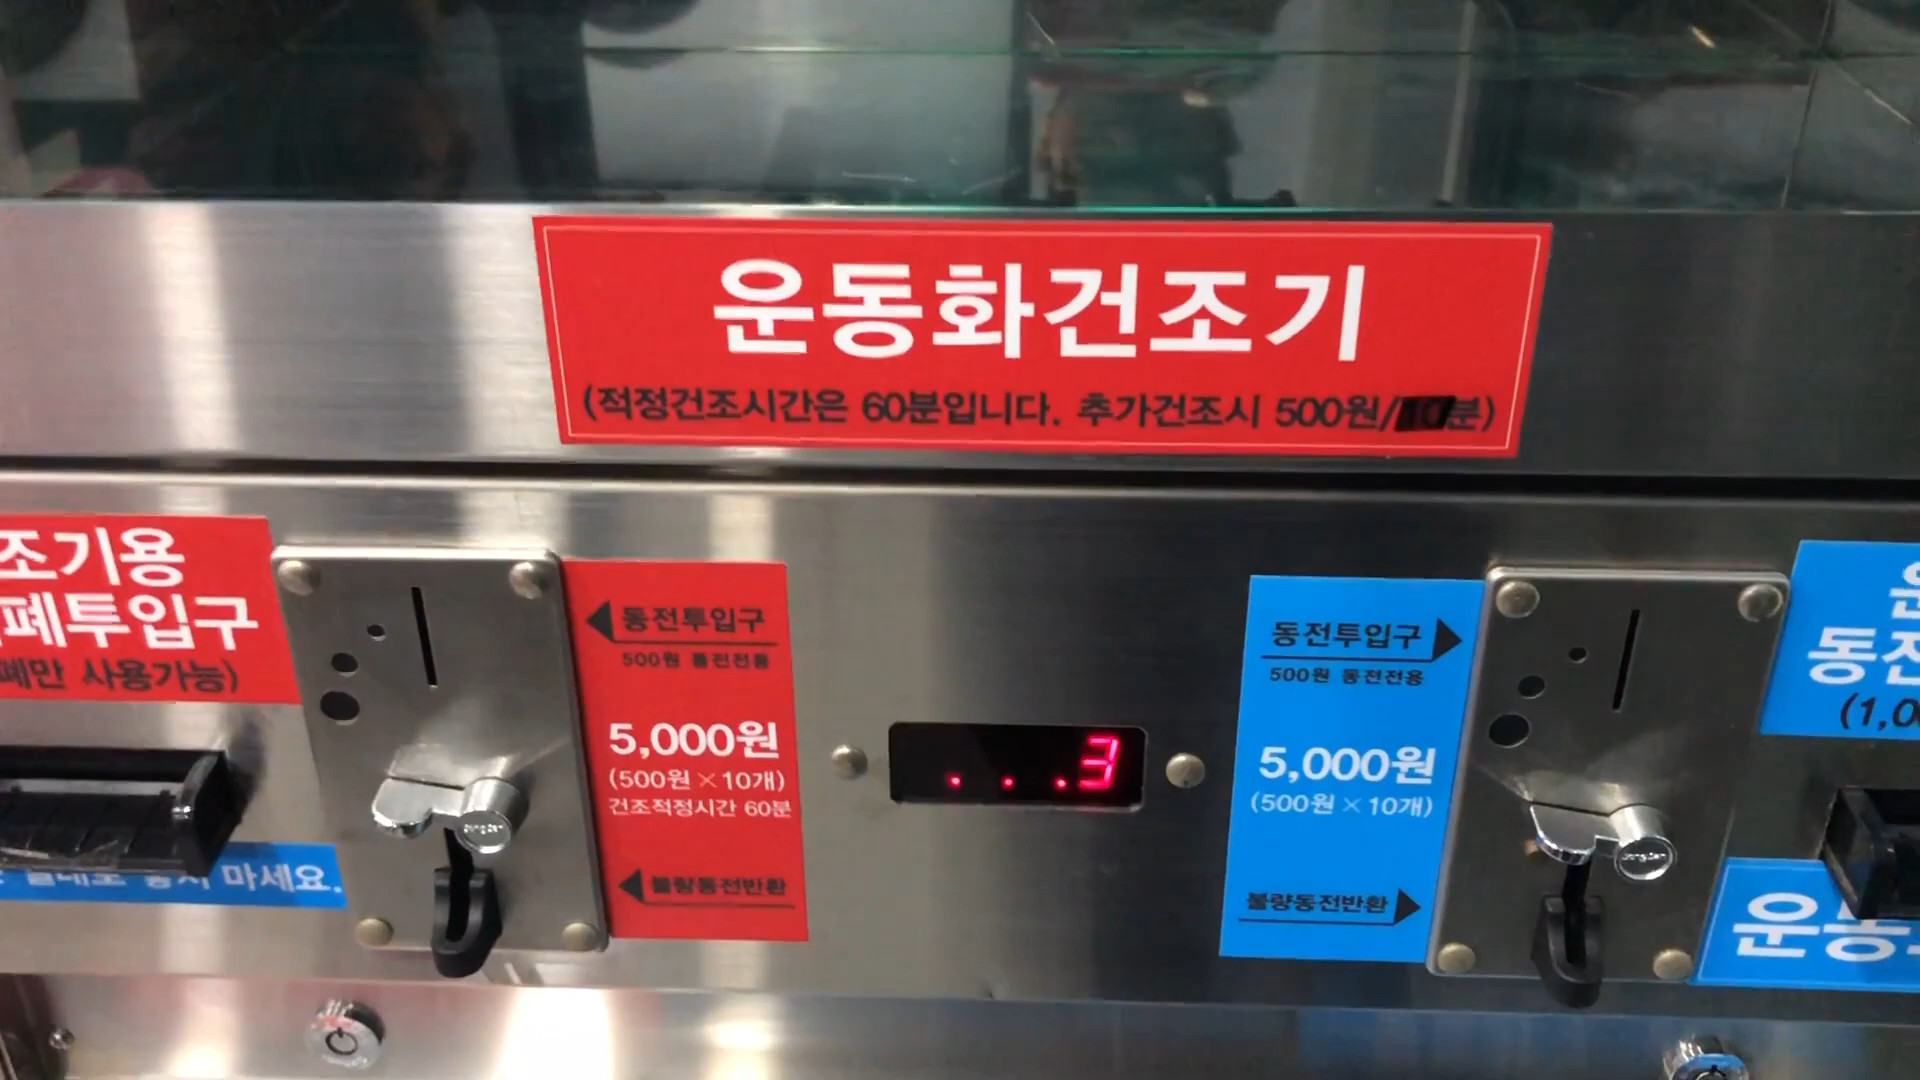 운동화건조기
(적정건조시간은 60분입니다. 추가건조시 500원/10분)
조기용
폐투입구
폐만 사용가능)
마세요.
동전투입구
500원 동전전용
5,000원
(500원×10개)
건조적정시간 60분
불량동전반환
3
동전투입구
500원 동전전용
5,000원
(500원×10개)
불량동전반환
운
동전
(1,0
운동